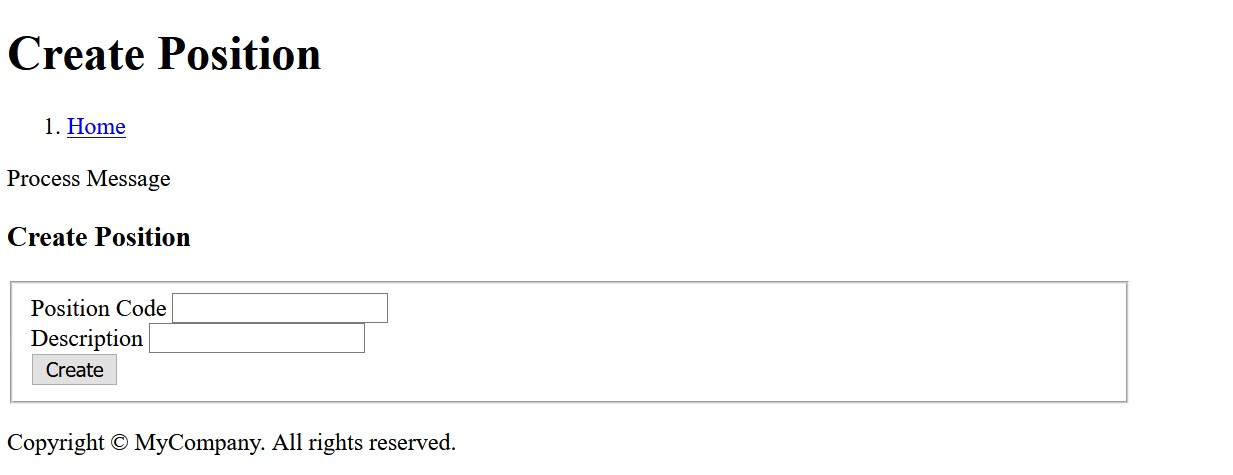 Create Position
1. Home
Process Message
Create Position
Position Code
Description
Create
Copyright © MyCompany. All rights reserved.